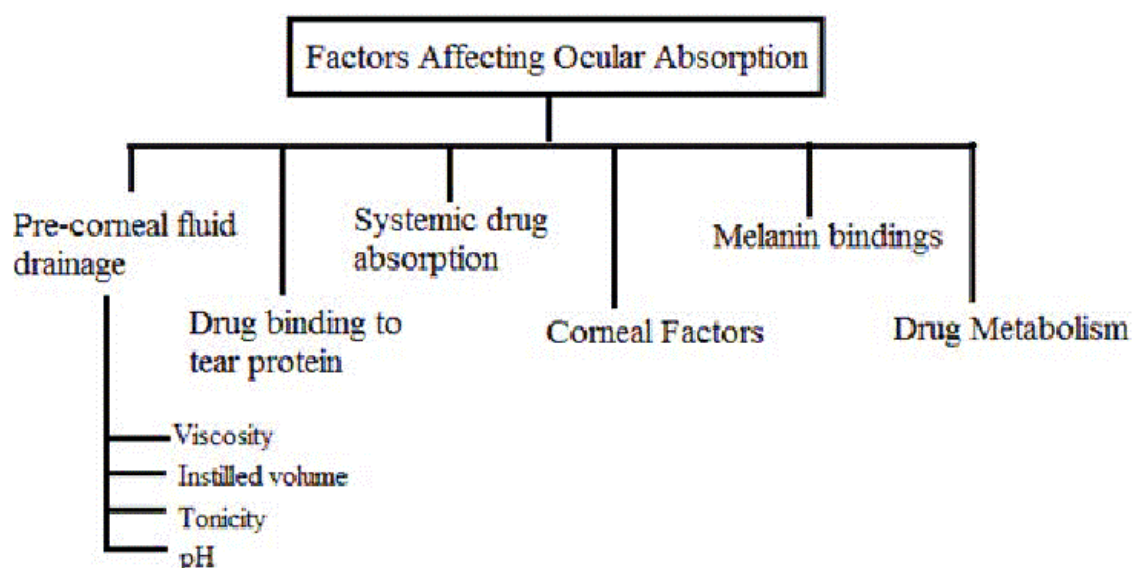 Factors Affecting Ocular Absorption
Pre-corneal fluid
drainage
Drug binding to
tear protein
Systemic drug
absorption
Corneal Factors
Melanin bindings
Drug Metabolism
Viscosity
Instilled volume
Tonicity
pH